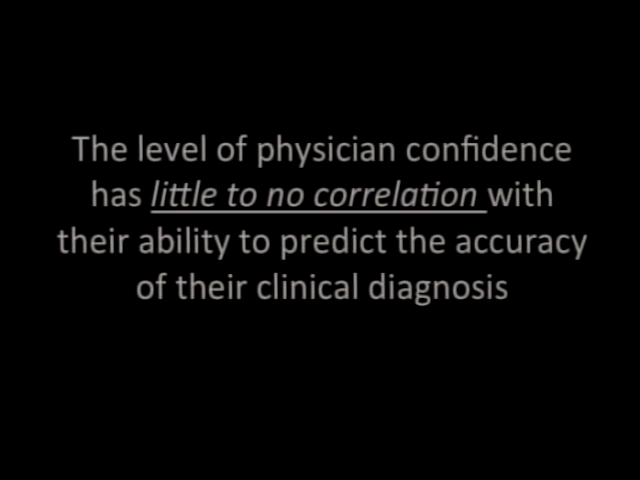 The level of physician confidence
has little to no correlation with
their ability to predict the accuracy
of their clinical diagnosis